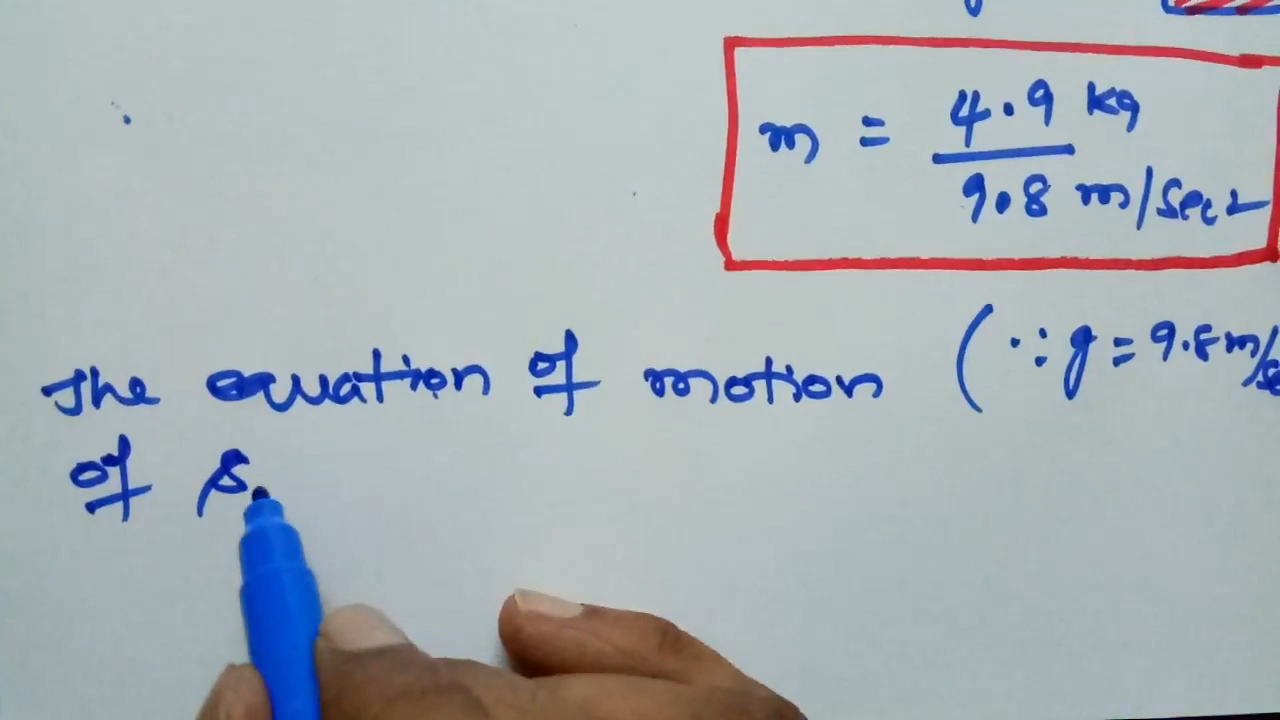 m = 4.9 kg
9.8 m/sec2
The equation of motion (∵ g = 9.8 m/
of s